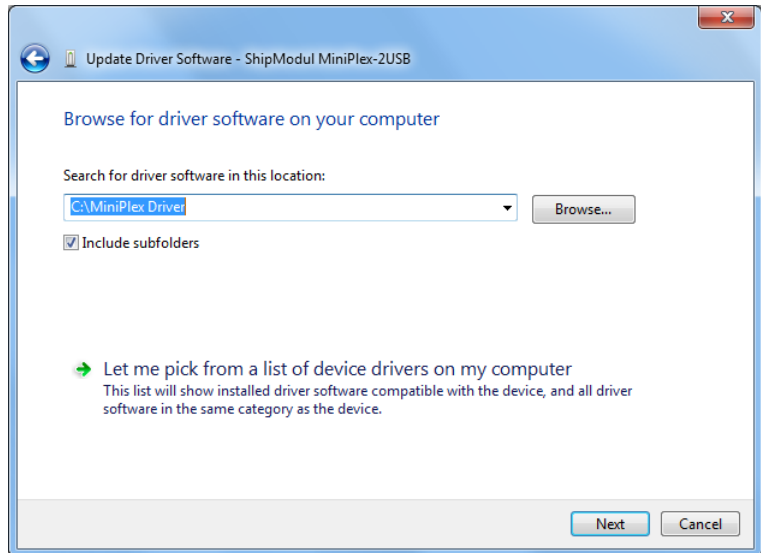 Update Driver Software - ShipModul MiniPlex-2USB
Browse for driver software on your computer
Search for driver software in this location:
C:\MiniPlex Driver
Browse...
Include subfolders
Let me pick from a list of device drivers on my computer
This list will show installed driver software compatible with the device, and all driver
software in the same category as the device.
Next
Cancel